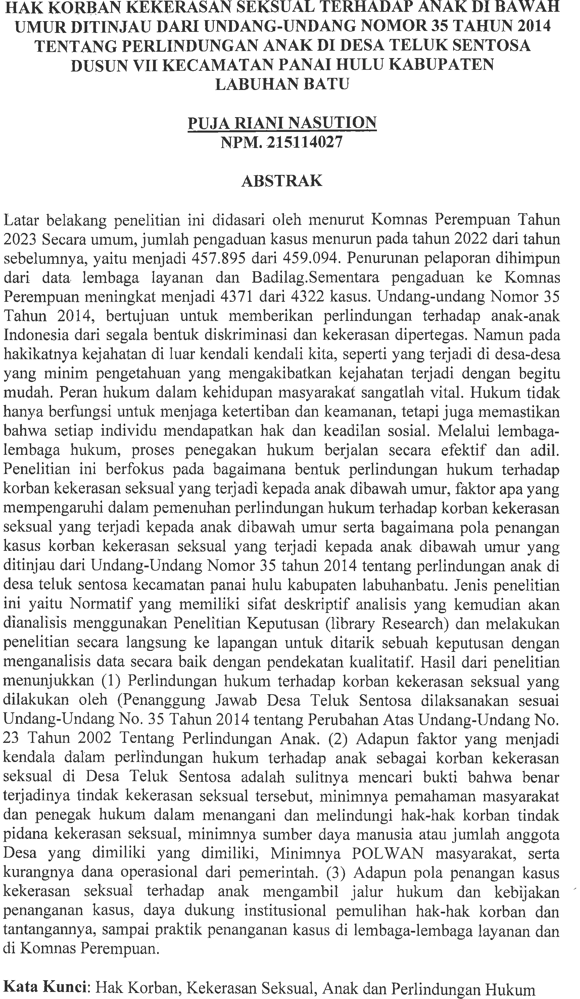 HAK KORBAN KEKERASAN SEKSUAL TERHADAP ANAK DI BAWAH
UMUR DITINJAU DARI UNDANG-UNDANG NOMOR 35 TAHUN 2014
TENTANG PERLINDUNGAN ANAK DI DESA TELUK SENTOSA
DUSUN VII KECAMATAN PANAI HULU KABUPATEN
LABUHAN BATU
PUJA RIANI NASUTION
NPM. 215114027
ABSTRAK
Latar belakang penelitian ini didasari oleh menurut Komnas Perempuan Tahun
2023 Secara umum, jumlah pengaduan kasus menurun pada tahun 2022 dari tahun
sebelumnya, yaitu menjadi 457.895 dari 459.094. Penurunan pelaporan dihimpun
dari data lembaga layanan dan Badilag.Sementara pengaduan ke Komnas
Perempuan meningkat menjadi 4371 dari 4322 kasus. Undang-undang Nomor 35
Tahun 2014, bertujuan untuk memberikan perlindungan terhadap anak-anak
Indonesia dari segala bentuk diskriminasi dan kekerasan dipertegas. Namun pada
hakikatnya kejahatan di luar kendali kendali kita, seperti yang terjadi di desa-desa
yang minim pengetahuan yang mengakibatkan kejahatan terjadi dengan begitu
mudah. Peran hukum dalam kehidupan masyarakat sangatlah vital. Hukum tidak
hanya berfungsi untuk menjaga ketertiban dan keamanan, tetapi juga memastikan
bahwa setiap individu mendapatkan hak dan keadilan sosial. Melalui lembaga-
lembaga hukum, proses penegakan hukum berjalan secara efektif dan adil.
Penelitian ini berfokus pada bagaimana bentuk perlindungan hukum terhadap
korban kekerasan seksual yang terjadi kepada anak dibawah umur, faktor apa yang
mempengaruhi dalam pemenuhan perlindungan hukum terhadap korban kekerasan
seksual yang terjadi kepada anak dibawah umur serta bagaimana pola penangan
kasus korban kekerasan seksual yang terjadi kepada anak dibawah umur yang
ditinjau dari Undang-Undang Nomor 35 tahun 2014 tentang perlindungan anak di
desa teluk sentosa kecamatan panai hulu kabupaten labuhanbatu. Jenis penelitian
ini yaitu Normatif yang memiliki sifat deskriptif analisis yang kemudian akan
dianalisis menggunakan Penelitian Keputusan (library Research) dan melakukan
penelitian secara langsung ke lapangan untuk ditarik sebuah keputusan dengan
menganalisis data secara baik dengan pendekatan kualitatif. Hasil dari penelitian
menunjukkan (1) Perlindungan hukum terhadap korban kekerasan seksual yang
dilakukan oleh (Penanggung Jawab Desa Teluk Sentosa dilaksanakan sesuai
Undang-Undang No. 35 Tahun 2014 tentang Perubahan Atas Undang-Undang No.
23 Tahun 2002 Tentang Perlindungan Anak. (2) Adapun faktor yang menjadi
kendala dalam perlindungan hukum terhadap anak sebagai korban kekerasan
seksual di Desa Teluk Sentosa adalah sulitnya mencari bukti bahwa benar
terjadinya tindak kekerasan seksual tersebut, minimnya pemahaman masyarakat
dan penegak hukum dalam menangani dan melindungi hak-hak korban tindak
pidana kekerasan seksual, minimnya sumber daya manusia atau jumlah anggota
Desa yang dimiliki yang dimiliki, Minimnya POLWAN masyarakat, serta
kurangnya dana operasional dari pemerintah. (3) Adapun pola penangan kasus
kekerasan seksual terhadap anak mengambil jalur hukum dan kebijakan
penanganan kasus, daya dukung institusional pemulihan hak-hak korban dan
tantangannya, sampai praktik penanganan kasus di lembaga-lembaga layanan dan
di Komnas Perempuan.
Kata Kunci: Hak Korban, Kekerasan Seksual, Anak dan Perlindungan Hukum